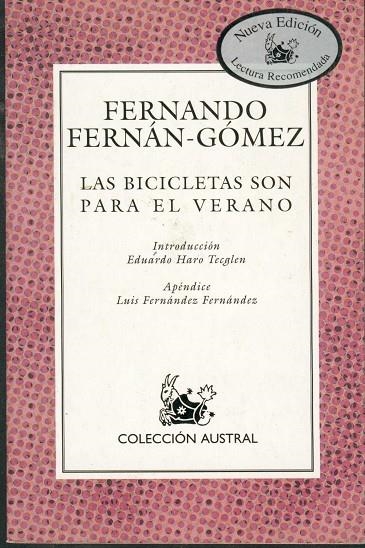 Nueva Edición
Lectura Recomendada
FERNANDO
FERNÁN-GÓMEZ
LAS BICICLETAS SON
PARA EL VERANO
Introducción
Eduardo Haro Tecglen
Apéndice
Luis Fernández Fernández
COLECCIÓN AUSTRAL